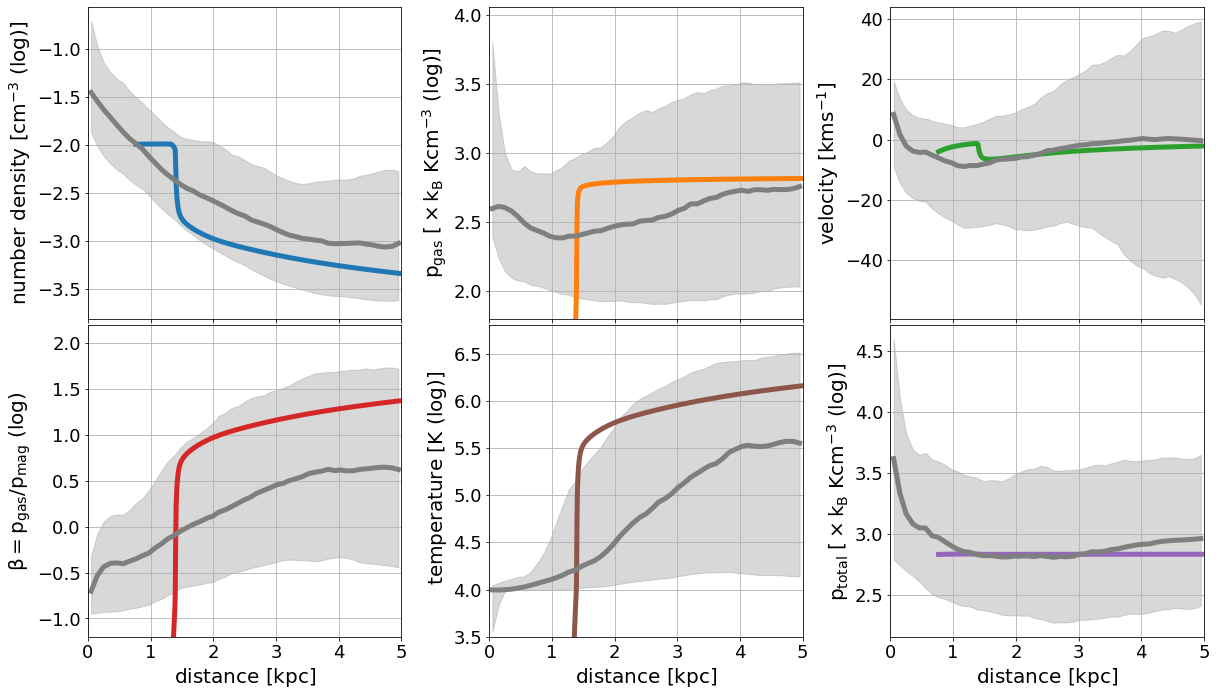 number density [cm⁻³ (log)]
−1.0
−1.5
−2.0
−2.5
−3.0
−3.5
p_gas [ × k_B Kcm⁻³ (log)]
4.0
3.5
3.0
2.5
2.0
velocity [kms⁻¹]
40
20
0
−20
−40
β = p_gas/p_mag (log)
2.0
1.5
1.0
0.5
0.0
−0.5
−1.0
0 1 2 3 4 5
distance [kpc]
temperature [K (log)]
6.5
6.0
5.5
5.0
4.5
4.0
3.5
0 1 2 3 4 5
distance [kpc]
p_total [ × k_B Kcm⁻³ (log)]
4.5
4.0
3.5
3.0
2.5
0 1 2 3 4 5
distance [kpc]